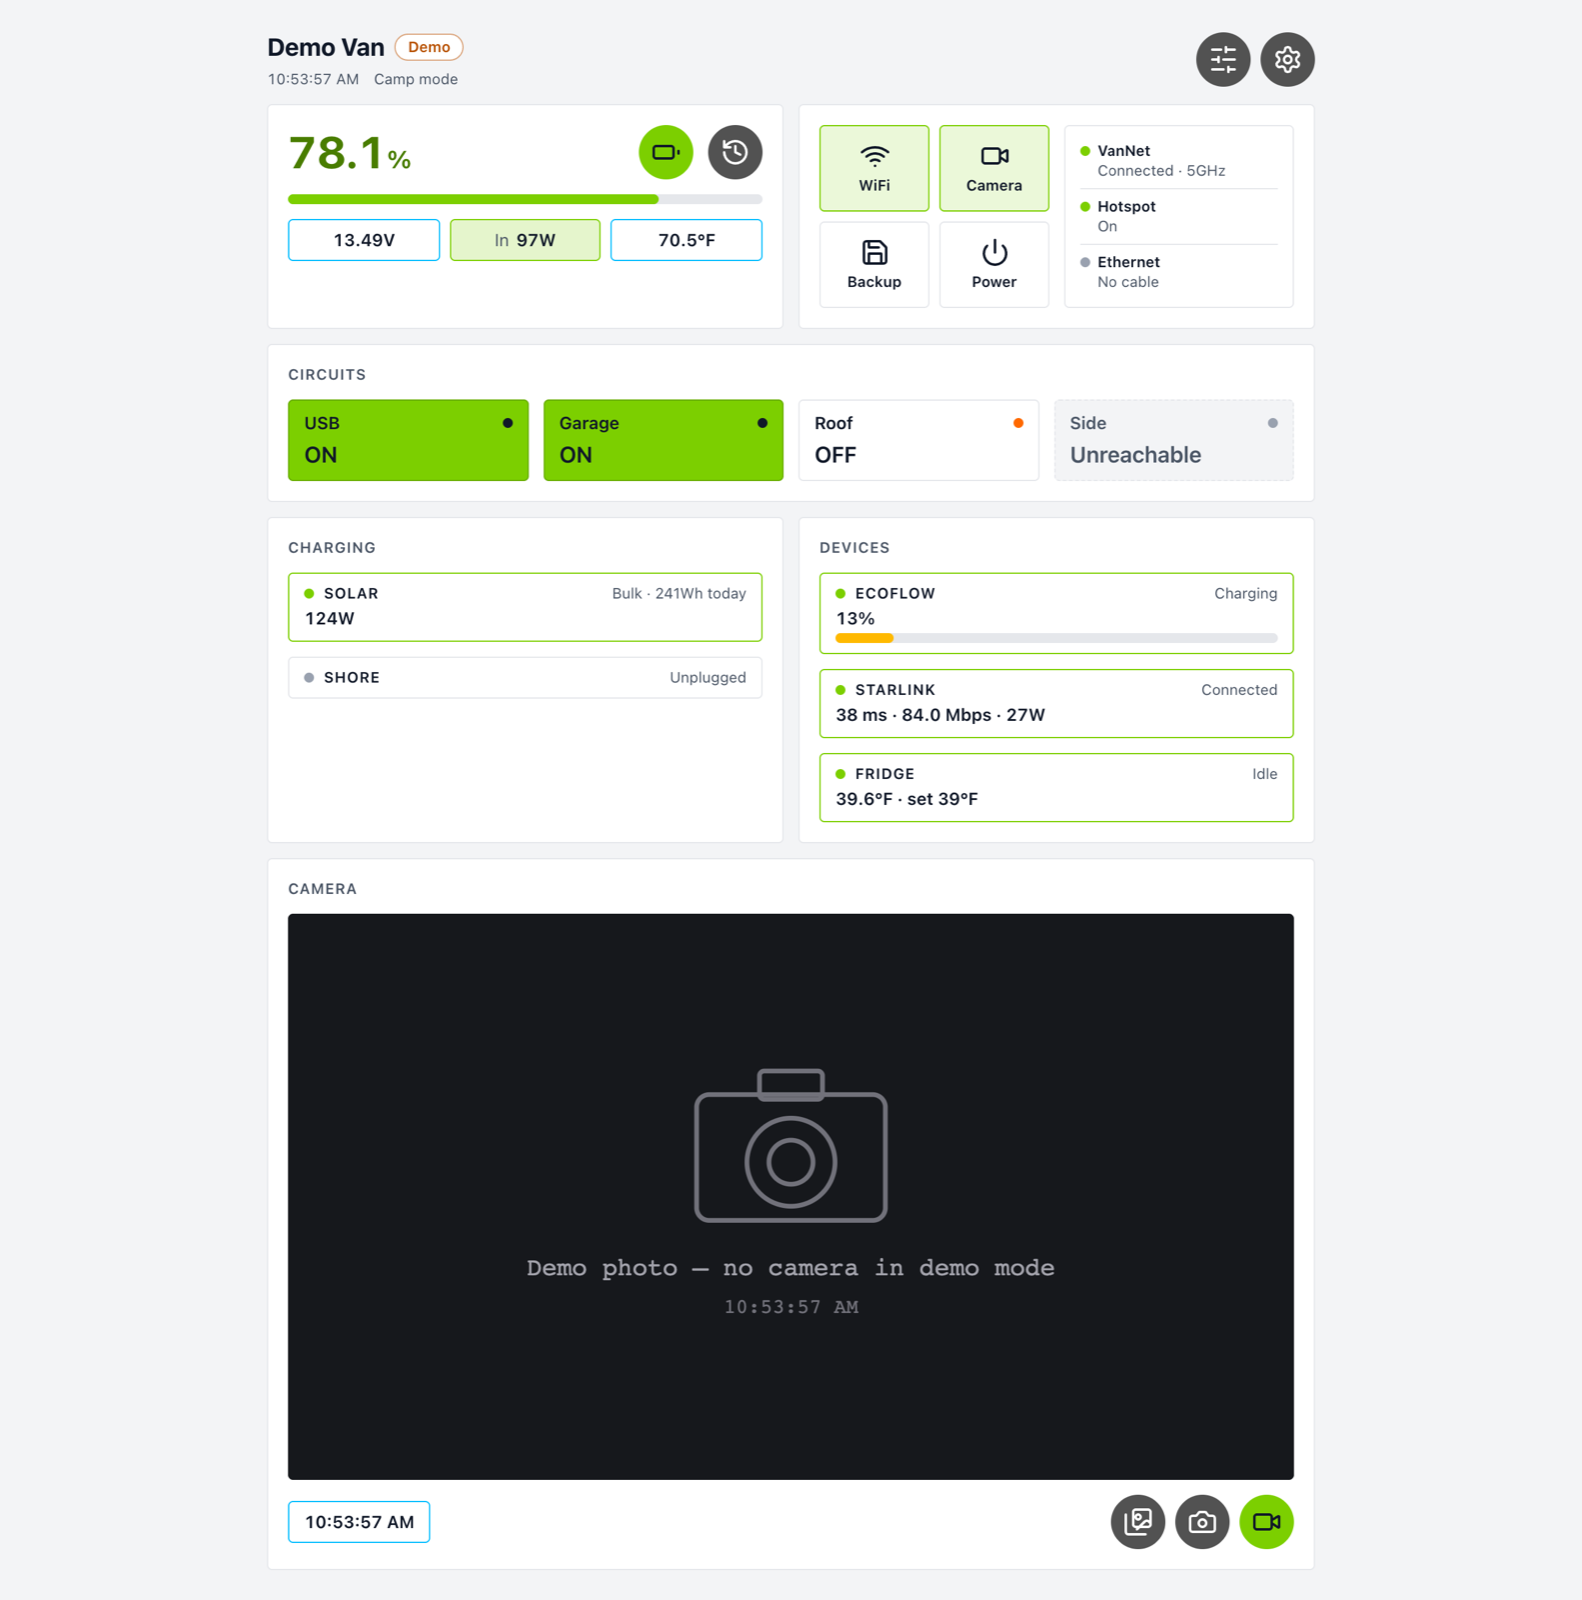 Demo Van Demo
10:53:57 AM Camp mode
78.1%
13.49V
In 97W
70.5°F
WiFi
Camera
Backup
Power
VanNet
Connected · 5GHz
Hotspot
On
Ethernet
No cable
CIRCUITS
USB
ON
Garage
ON
Roof
OFF
Side
Unreachable
CHARGING
SOLAR Bulk · 241Wh today
124W
SHORE Unplugged
DEVICES
ECOFLOW Charging
13%
STARLINK Connected
38 ms · 84.0 Mbps · 27W
FRIDGE Idle
39.6°F · set 39°F
CAMERA
Demo photo — no camera in demo mode
10:53:57 AM
10:53:57 AM